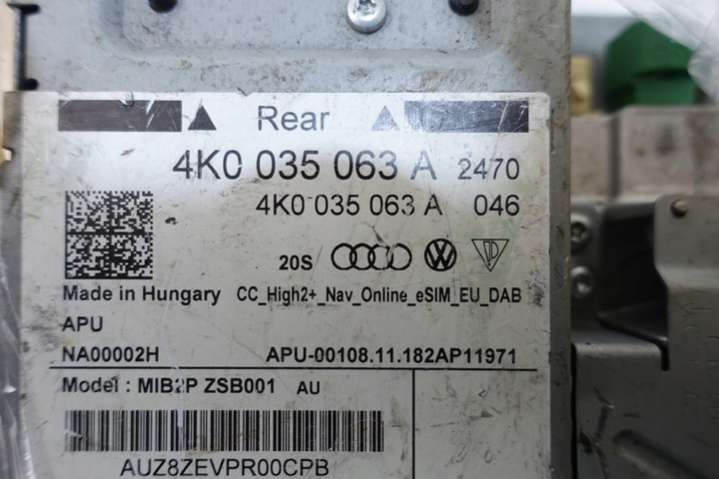 Rear
4K0 035 063 A 2470
4K0 035 063 A 046
20S
Made in Hungary CC_High2+_Nav_Online_eSIM_EU_DAB
APU
NA00002H APU-00108.11.182AP11971
Model : MIB2P ZSB001 AU
AUZ8ZEVPR00CPB